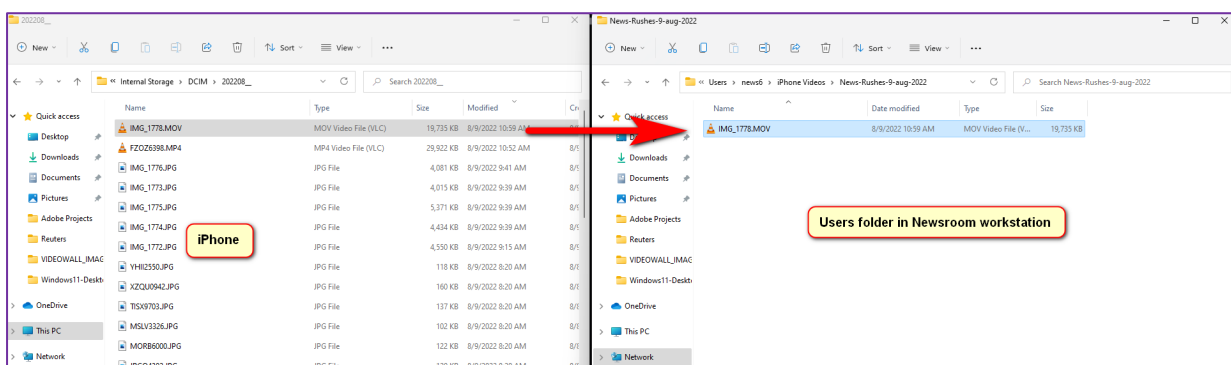 202208__
New
Sort
View
« Internal Storage > DCIM > 202208__
Search 202208__
Quick access
Desktop
Downloads
Documents
Pictures
Adobe Projects
Reuters
VIDEOWALL_IMAG
Windows11-Deskt
OneDrive
This PC
Network
Name Type Size Modified
IMG_1778.MOV MOV Video File (VLC) 19,735 KB 8/9/2022 10:59 AM
FZOZ6398.MP4 MP4 Video File (VLC) 29,922 KB 8/9/2022 10:52 AM
IMG_1776.JPG JPG File 4,081 KB 8/9/2022 9:41 AM
IMG_1773.JPG JPG File 4,015 KB 8/9/2022 9:39 AM
IMG_1775.JPG JPG File 5,371 KB 8/9/2022 9:39 AM
IMG_1774.JPG JPG File 4,434 KB 8/9/2022 9:39 AM
IMG_1772.JPG JPG File 4,550 KB 8/9/2022 9:15 AM
YHII2550.JPG JPG File 118 KB 8/9/2022 8:20 AM
XZQU0942.JPG JPG File 160 KB 8/9/2022 8:20 AM
TISX9703.JPG JPG File 137 KB 8/9/2022 8:20 AM
MSLV3326.JPG JPG File 102 KB 8/9/2022 8:20 AM
MORB6000.JPG JPG File 122 KB 8/9/2022 8:20 AM
iPhone
News-Rushes-9-aug-2022
New
Sort
View
« Users > news6 > iPhone Videos > News-Rushes-9-aug-2022
Search News-Rushes-9-aug-2022
Quick access
Downloads
Documents
Pictures
Adobe Projects
Reuters
VIDEOWALL_IMAG
Windows11-Deskt
OneDrive
This PC
Network
Name Date modified Type Size
IMG_1778.MOV 8/9/2022 10:59 AM MOV Video File (V... 19,735 KB
Users folder in Newsroom workstation